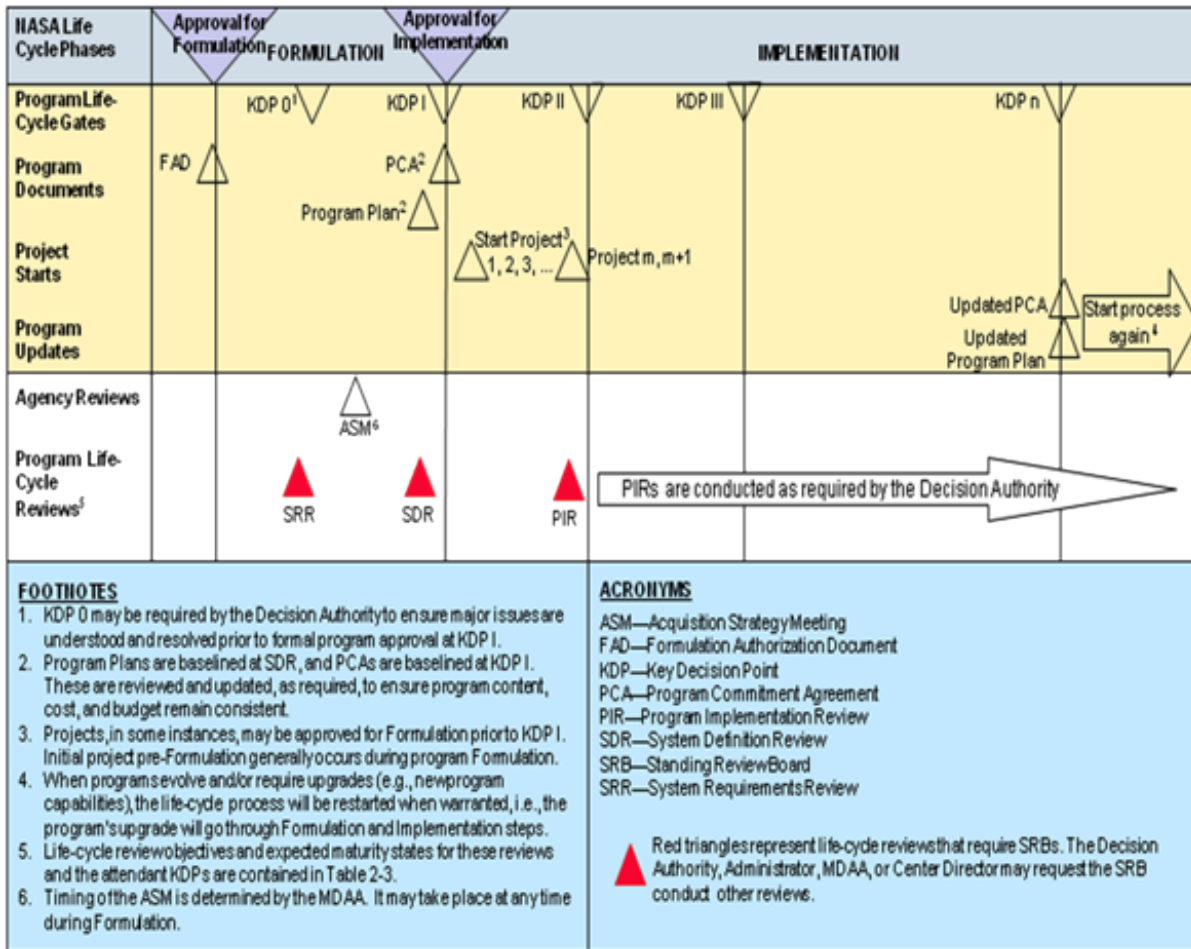 NASA Life
Cycle Phases
Approval for
Formulation
FORMULATION
Approval for
Implementation
IMPLEMENTATION
Program Life-
Cycle Gates
KDP 0¹
KDP I
KDP II
KDP III
KDP n
Program
Documents
FAD
PCA²
Program Plan²
Project
Starts
Start Project³
1, 2, 3, ...
Project m, m+1
Program
Updates
Updated PCA
Updated
Program Plan
Start process
again⁴
Agency Reviews
ASM⁶
Program Life-
Cycle
Reviews⁵
SRR
SDR
PIR
PIRs are conducted as required by the Decision Authority
FOOTNOTES
1. KDP 0 may be required by the Decision Authority to ensure major issues are
understood and resolved prior to formal program approval at KDP I.
2. Program Plans are baselined at SDR, and PCAs are baselined at KDP I.
These are reviewed and updated, as required, to ensure program content,
cost, and budget remain consistent.
3. Projects, in some instances, may be approved for Formulation prior to KDP I.
Initial project pre-Formulation generally occurs during program Formulation.
4. When programs evolve and/or require upgrades (e.g., new program
capabilities), the life-cycle process will be restarted when warranted, i.e., the
program's upgrade will go through Formulation and Implementation steps.
5. Life-cycle review objectives and expected maturity states for these reviews
and the attendant KDPs are contained in Table 2-3.
6. Timing of the ASM is determined by the MDAA. It may take place at any time
during Formulation.
ACRONYMS
ASM—Acquisition Strategy Meeting
FAD—Formulation Authorization Document
KDP—Key Decision Point
PCA—Program Commitment Agreement
PIR—Program Implementation Review
SDR—System Definition Review
SRB—Standing Review Board
SRR—System Requirements Review
Red triangles represent life-cycle reviews that require SRBs. The Decision
Authority, Administrator, MDAA, or Center Director may request the SRB
conduct other reviews.